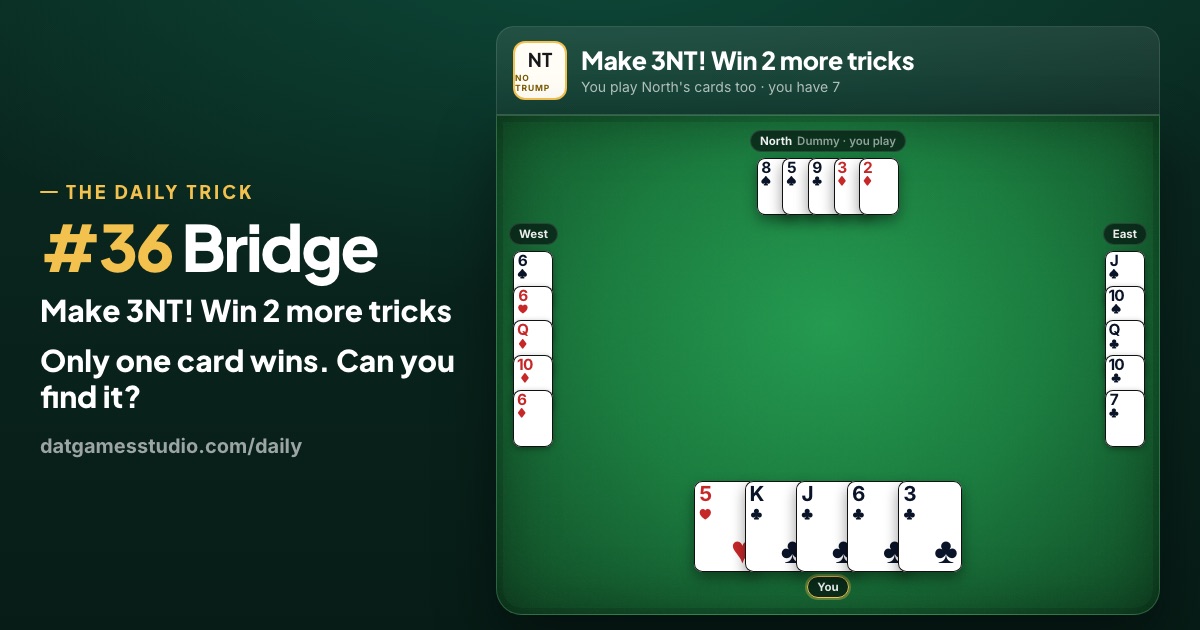 — THE DAILY TRICK
#36 Bridge
Make 3NT! Win 2 more tricks
Only one card wins. Can you
find it?
datgamesstudio.com/daily
NT
NO
TRUMP
Make 3NT! Win 2 more tricks
You play North's cards too · you have 7
North Dummy · you play
8♠ 5♠ 9♣ 3♦ 2♦
West
6♠
6♥
Q♦
10♦
6♦
East
J♠
10♠
Q♣
10♣
7♣
5♥ K♣ J♣ 6♣ 3♣
You